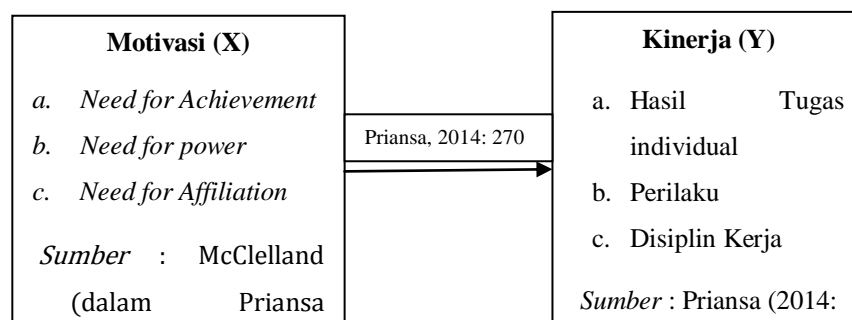 Motivasi (X)
a. Need for Achievement
b. Need for power
c. Need for Affiliation
Sumber : McClelland
(dalam Priansa
Priansa, 2014: 270
Kinerja (Y)
a. Hasil Tugas
individual
b. Perilaku
c. Disiplin Kerja
Sumber : Priansa (2014: